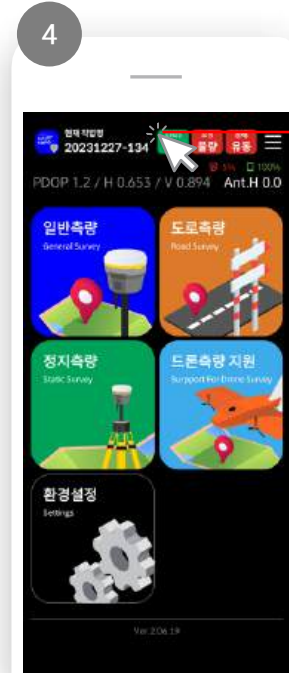 4
현재 작업명
20231227-134
불량
유동
5% 100%
PDOP 1.2 / H 0.653 / V 0.894 Ant.H 0.0
일반측량
General Survey
도로측량
Road Survey
정지측량
Static Survey
드론측량 지원
Surpport For Drone Survey
환경설정
Settings
Ver.2.06.19